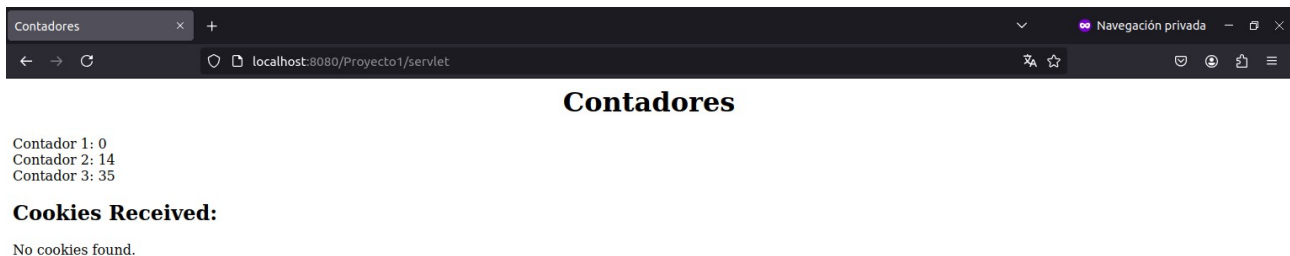 Contadores
Navegación privada
localhost:8080/Proyecto1/servlet
Contadores
Contador 1: 0
Contador 2: 14
Contador 3: 35
Cookies Received:
No cookies found.